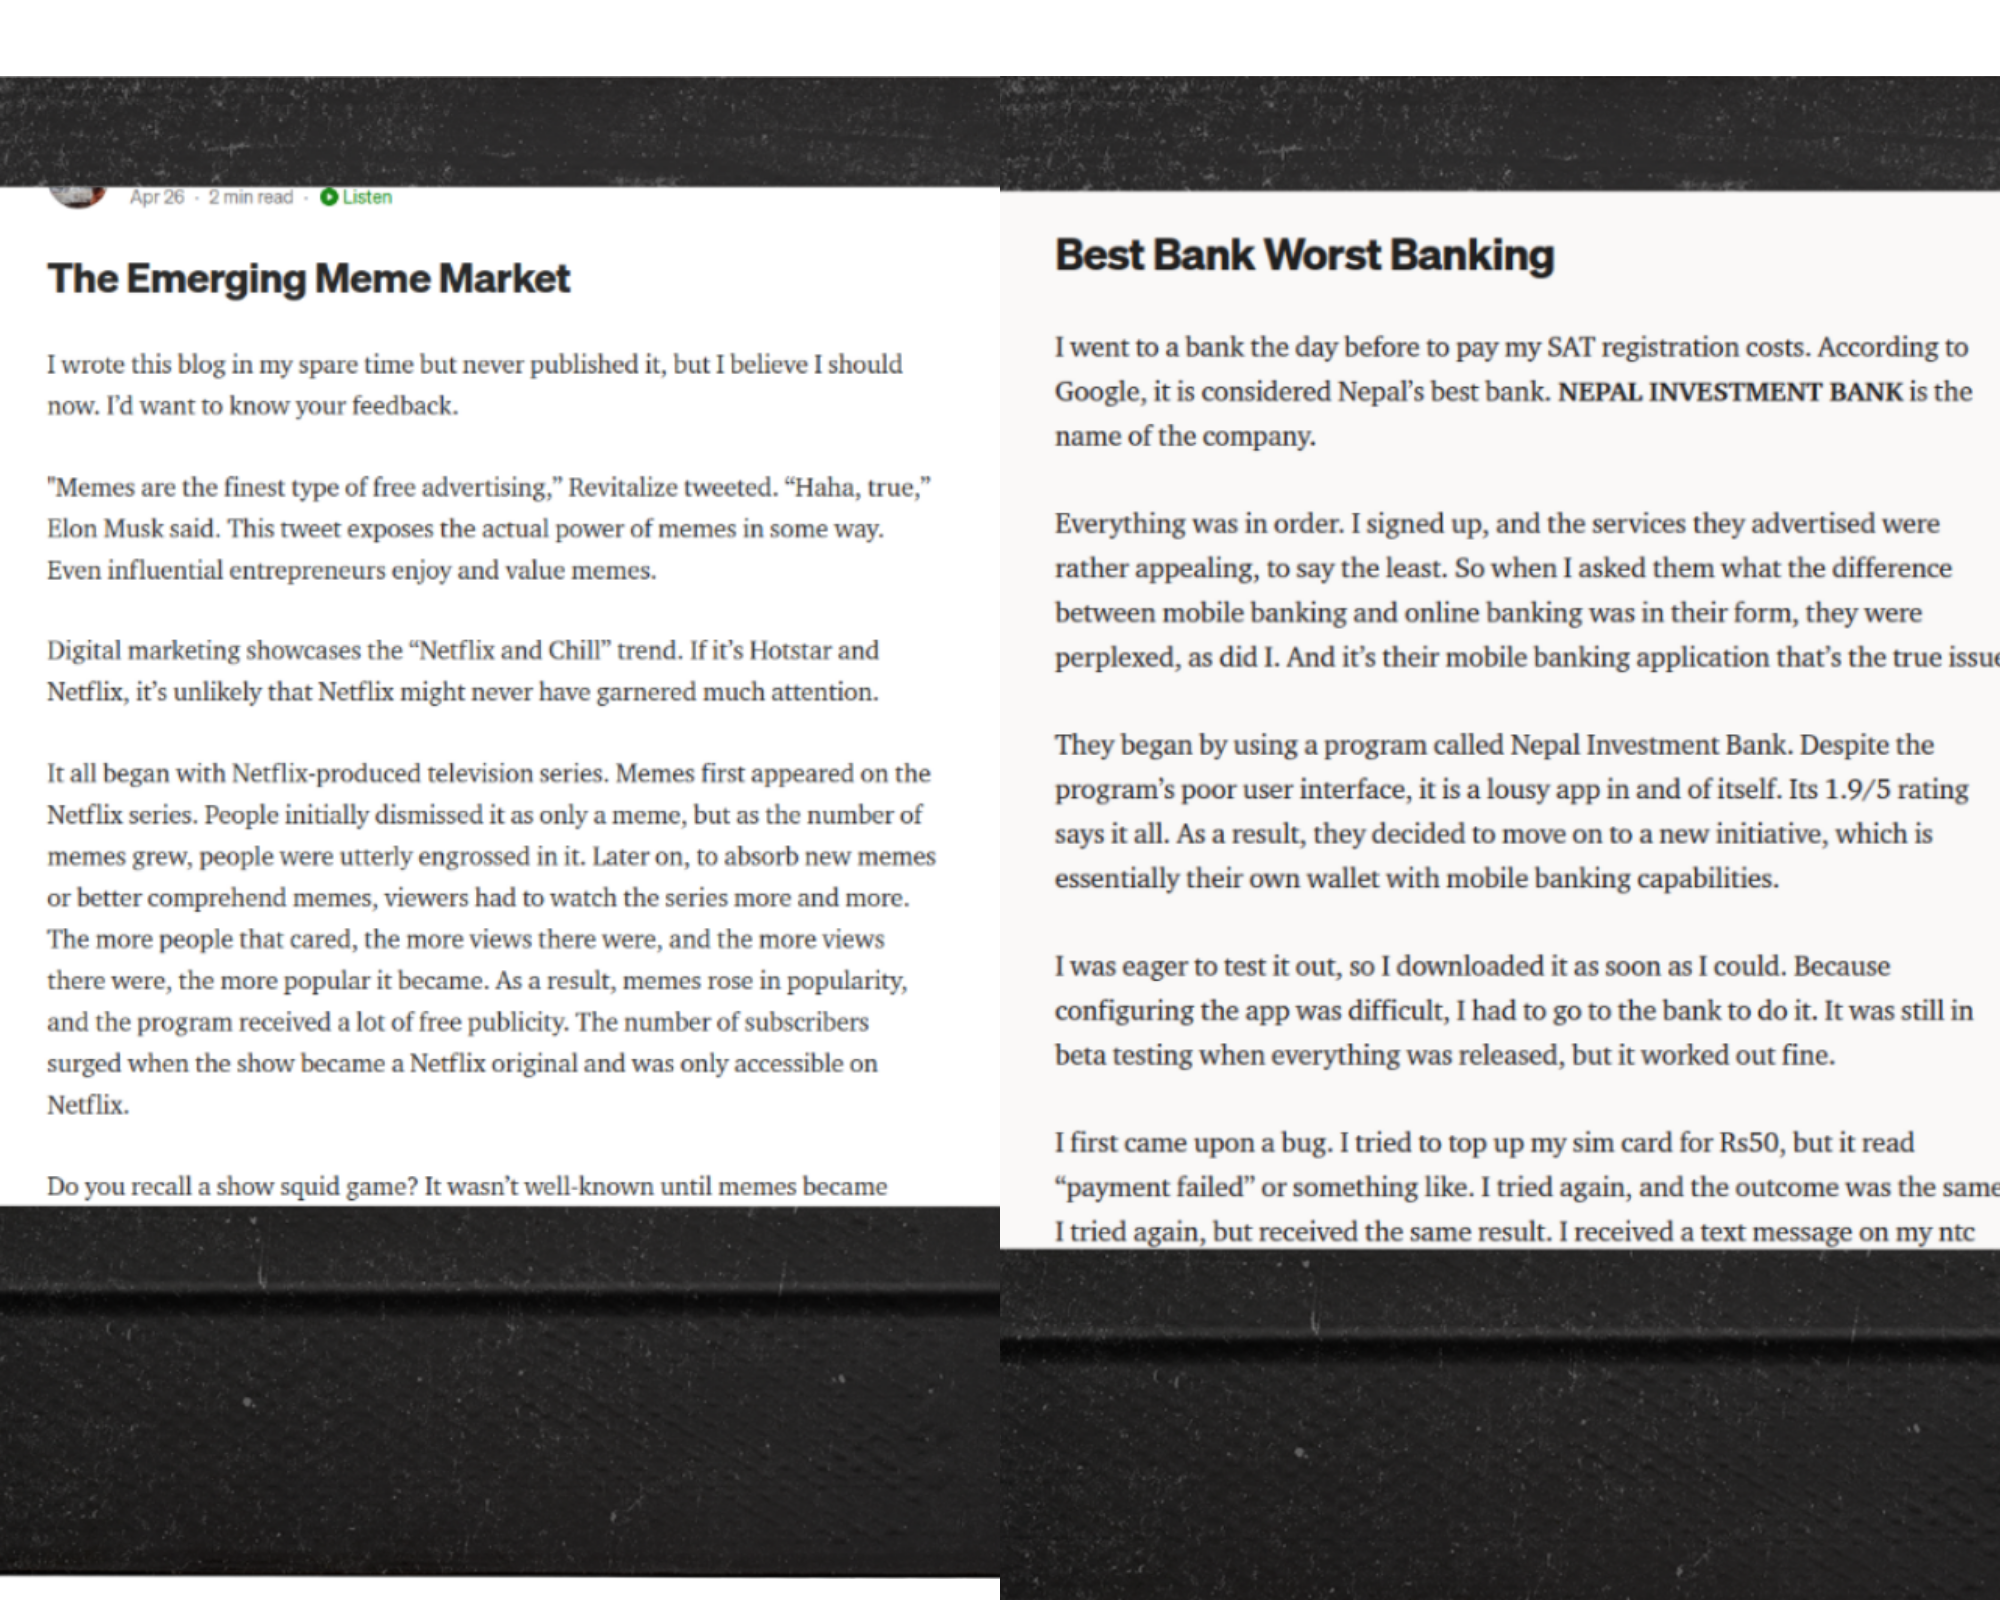 Apr 26 · 2 min read · Listen
The Emerging Meme Market
I wrote this blog in my spare time but never published it, but I believe I should
now. I’d want to know your feedback.
"Memes are the finest type of free advertising,” Revitalize tweeted. “Haha, true,”
Elon Musk said. This tweet exposes the actual power of memes in some way.
Even influential entrepreneurs enjoy and value memes.
Digital marketing showcases the “Netflix and Chill” trend. If it’s Hotstar and
Netflix, it’s unlikely that Netflix might never have garnered much attention.
It all began with Netflix-produced television series. Memes first appeared on the
Netflix series. People initially dismissed it as only a meme, but as the number of
memes grew, people were utterly engrossed in it. Later on, to absorb new memes
or better comprehend memes, viewers had to watch the series more and more.
The more people that cared, the more views there were, and the more views
there were, the more popular it became. As a result, memes rose in popularity,
and the program received a lot of free publicity. The number of subscribers
surged when the show became a Netflix original and was only accessible on
Netflix.
Do you recall a show squid game? It wasn’t well-known until memes became
Best Bank Worst Banking
I went to a bank the day before to pay my SAT registration costs. According to
Google, it is considered Nepal’s best bank. NEPAL INVESTMENT BANK is the
name of the company.
Everything was in order. I signed up, and the services they advertised were
rather appealing, to say the least. So when I asked them what the difference
between mobile banking and online banking was in their form, they were
perplexed, as did I. And it’s their mobile banking application that’s the true issue
They began by using a program called Nepal Investment Bank. Despite the
program’s poor user interface, it is a lousy app in and of itself. Its 1.9/5 rating
says it all. As a result, they decided to move on to a new initiative, which is
essentially their own wallet with mobile banking capabilities.
I was eager to test it out, so I downloaded it as soon as I could. Because
configuring the app was difficult, I had to go to the bank to do it. It was still in
beta testing when everything was released, but it worked out fine.
I first came upon a bug. I tried to top up my sim card for Rs50, but it read
“payment failed” or something like. I tried again, and the outcome was the same
I tried again, but received the same result. I received a text message on my ntc